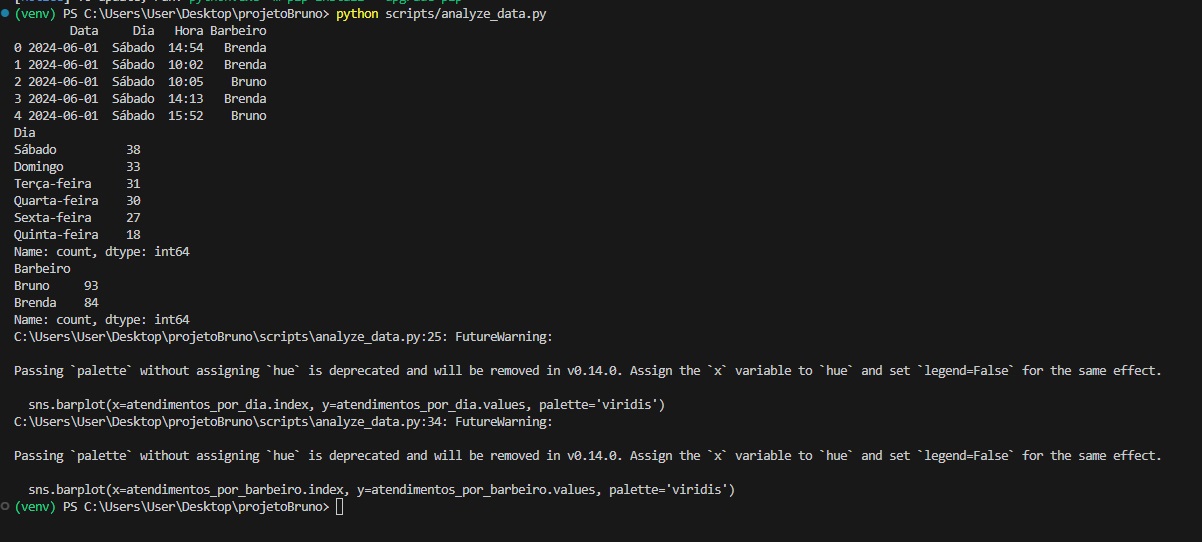 (venv) PS C:\Users\User\Desktop\projetoBruno> python scripts/analyze_data.py
Data Dia Hora Barbeiro
0 2024-06-01 Sábado 14:54 Brenda
1 2024-06-01 Sábado 10:02 Brenda
2 2024-06-01 Sábado 10:05 Bruno
3 2024-06-01 Sábado 14:13 Brenda
4 2024-06-01 Sábado 15:52 Bruno
Dia
Sábado 38
Domingo 33
Terça-feira 31
Quarta-feira 30
Sexta-feira 27
Quinta-feira 18
Name: count, dtype: int64
Barbeiro
Bruno 93
Brenda 84
Name: count, dtype: int64
C:\Users\User\Desktop\projetoBruno\scripts\analyze_data.py:25: FutureWarning:
Passing `palette` without assigning `hue` is deprecated and will be removed in v0.14.0. Assign the `x` variable to `hue` and set `legend=False` for the same effect.
sns.barplot(x=atendimentos_por_dia.index, y=atendimentos_por_dia.values, palette='viridis')
C:\Users\User\Desktop\projetoBruno\scripts\analyze_data.py:34: FutureWarning:
Passing `palette` without assigning `hue` is deprecated and will be removed in v0.14.0. Assign the `x` variable to `hue` and set `legend=False` for the same effect.
sns.barplot(x=atendimentos_por_barbeiro.index, y=atendimentos_por_barbeiro.values, palette='viridis')
(venv) PS C:\Users\User\Desktop\projetoBruno>